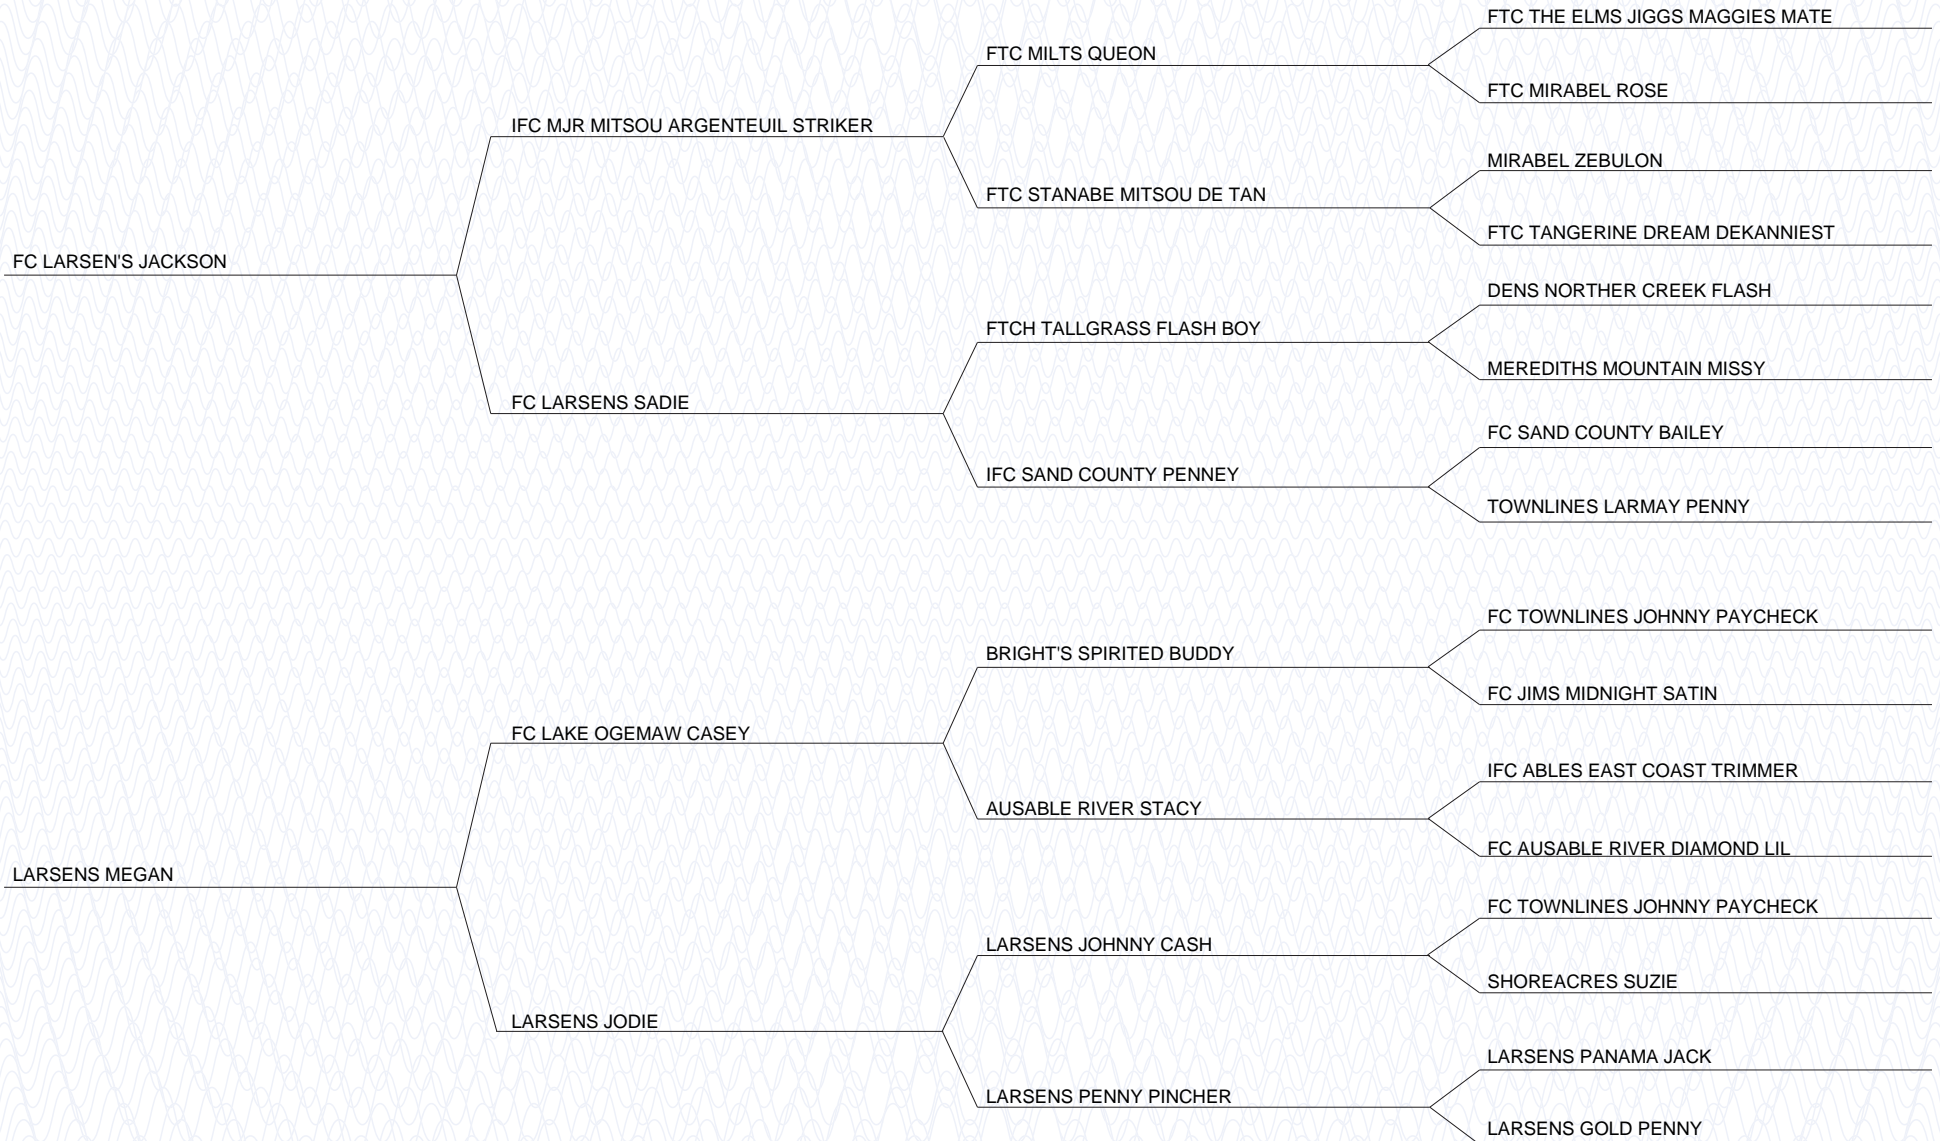 FTC THE ELMS JIGGS MAGGIES MATE
FTC MILTS QUEON
FTC MIRABEL ROSE
IFC MJR MITSOU ARGENTEUIL STRIKER
MIRABEL ZEBULON
FTC STANABE MITSOU DE TAN
FTC TANGERINE DREAM DEKANNIEST
FC LARSEN'S JACKSON
DENS NORTHER CREEK FLASH
FTCH TALLGRASS FLASH BOY
MEREDITHS MOUNTAIN MISSY
FC LARSENS SADIE
FC SAND COUNTY BAILEY
IFC SAND COUNTY PENNEY
TOWNLINES LARMAY PENNY
FC TOWNLINES JOHNNY PAYCHECK
BRIGHT'S SPIRITED BUDDY
FC JIMS MIDNIGHT SATIN
FC LAKE OGEMAW CASEY
IFC ABLES EAST COAST TRIMMER
AUSABLE RIVER STACY
FC AUSABLE RIVER DIAMOND LIL
LARSENS MEGAN
FC TOWNLINES JOHNNY PAYCHECK
LARSENS JOHNNY CASH
SHOREACRES SUZIE
LARSENS JODIE
LARSENS PANAMA JACK
LARSENS PENNY PINCHER
LARSENS GOLD PENNY